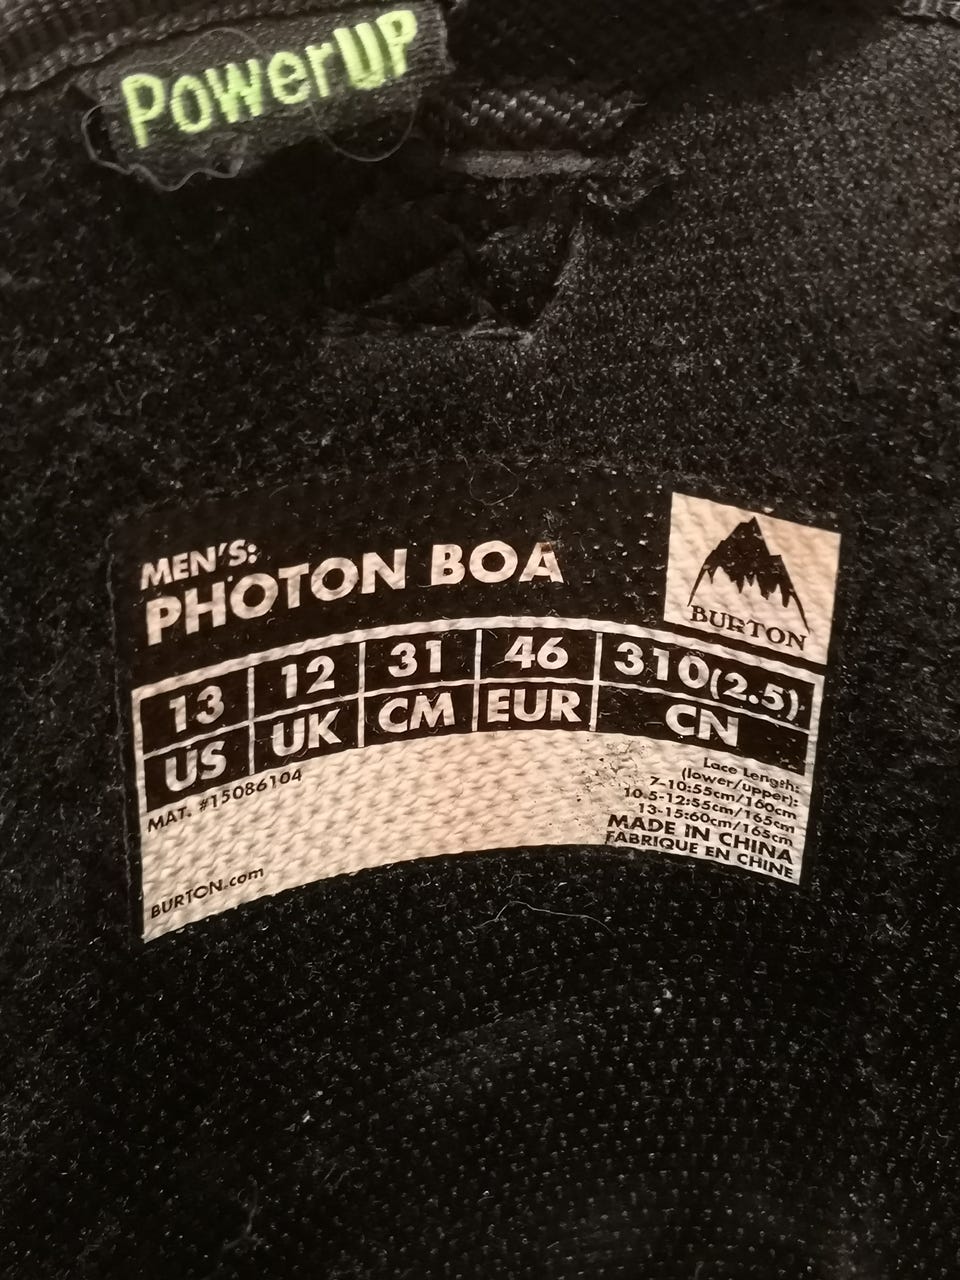 PowerUP
MEN'S:
PHOTON BOA
BURTON
13 12 31 46 310(2.5)
US UK CM EUR CN
MAT. #15086104
Lace Length:
(lower/upper):
7-10:55cm/160cm
10.5-12:55cm/165cm
13-15:60cm/165cm
MADE IN CHINA
FABRIQUE EN CHINE
BURTON.com